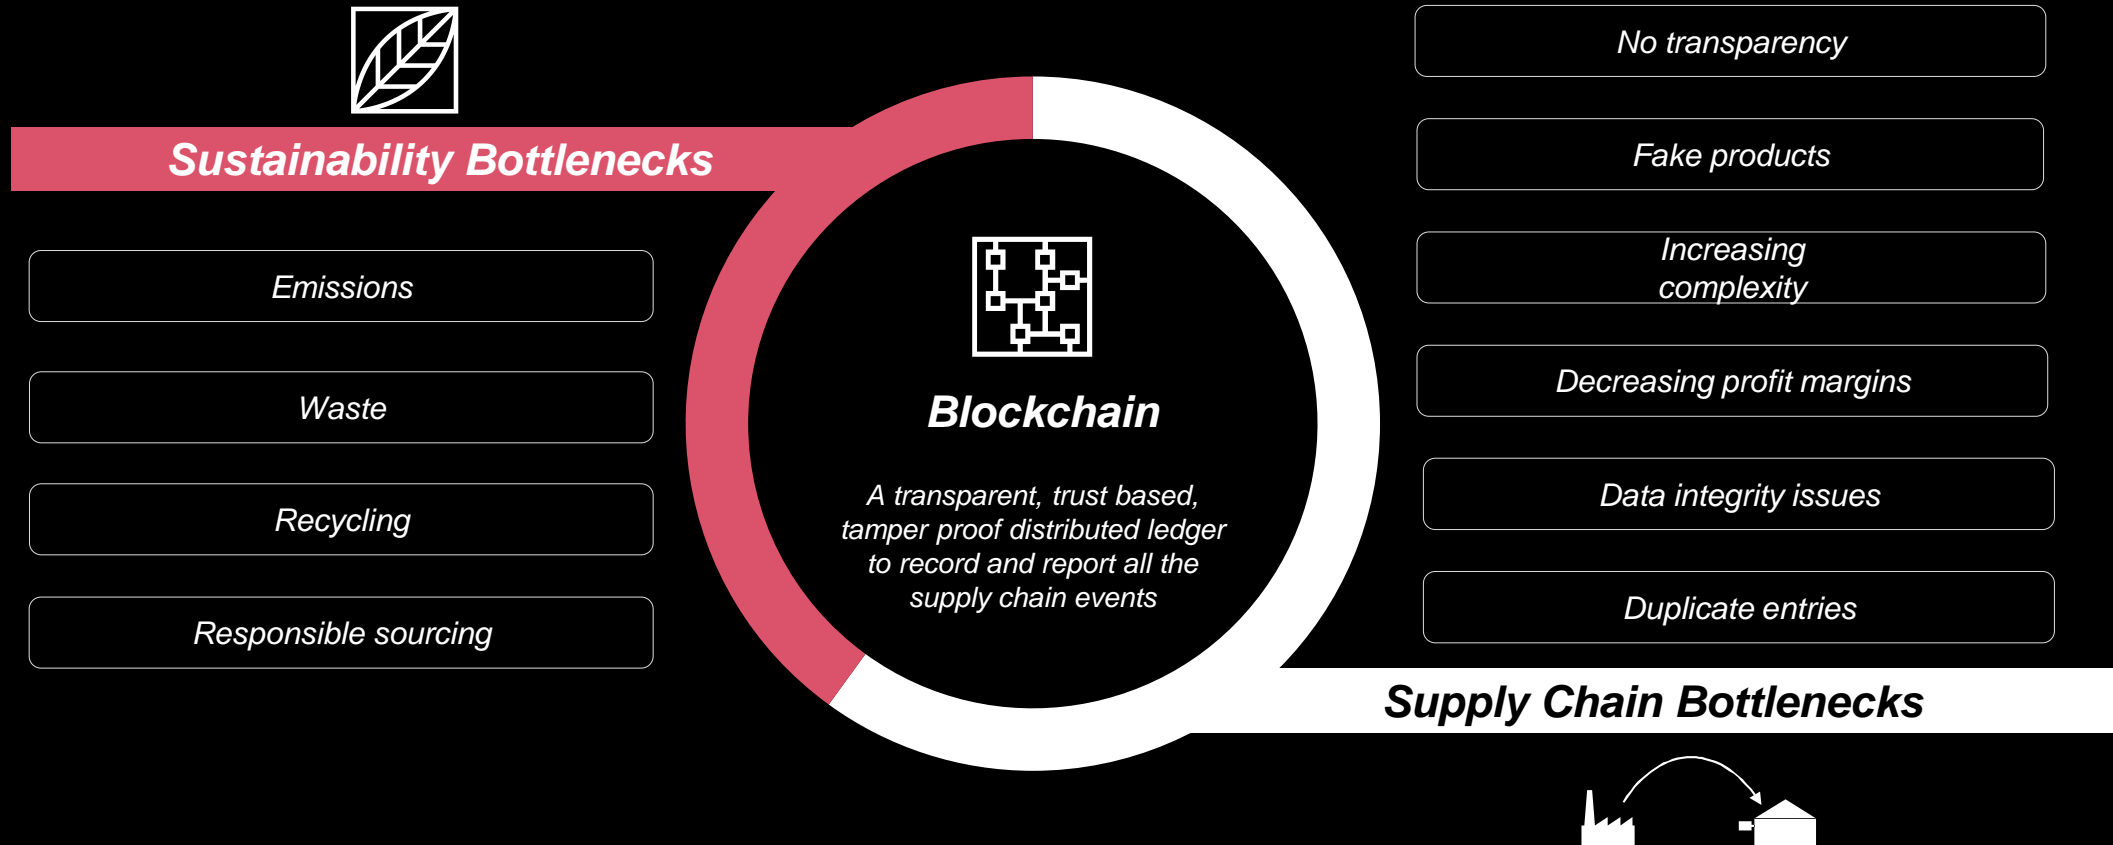 Sustainability Bottlenecks
Emissions
Waste
Recycling
Responsible sourcing
Blockchain
A transparent, trust based,
tamper proof distributed ledger
to record and report all the
supply chain events
No transparency
Fake products
Increasing
complexity
Decreasing profit margins
Data integrity issues
Duplicate entries
Supply Chain Bottlenecks